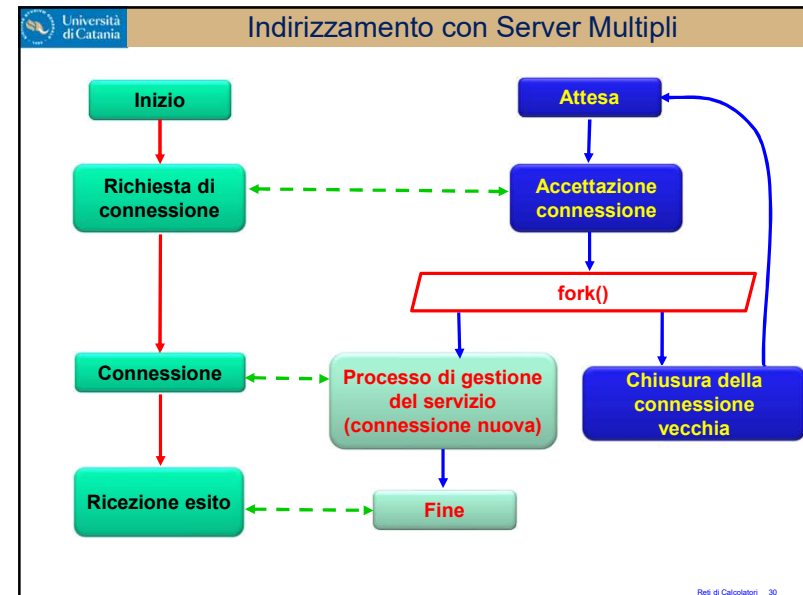 Università
di Catania
Indirizzamento con Server Multipli
Inizio
Attesa
Richiesta di
connessione
Accettazione
connessione
fork()
Connessione
Processo di gestione
del servizio
(connessione nuova)
Chiusura della
connessione
vecchia
Ricezione esito
Fine
Reti di Calcolatori 30